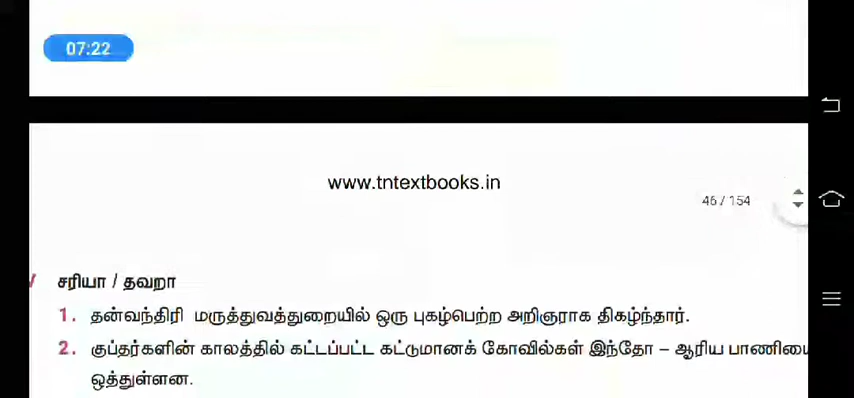 07:22
www.tntextbooks.in
46 / 154
சரியா / தவறா
1. தன்வந்திரி மருத்துவத்துறையில் ஒரு புகழ்பெற்ற அறிஞராக திகழ்ந்தார்.
2. குப்தர்களின் காலத்தில் கட்டப்பட்ட கட்டுமானக் கோவில்கள் இந்தோ – ஆரிய பாணியை
ஒத்துள்ளன.